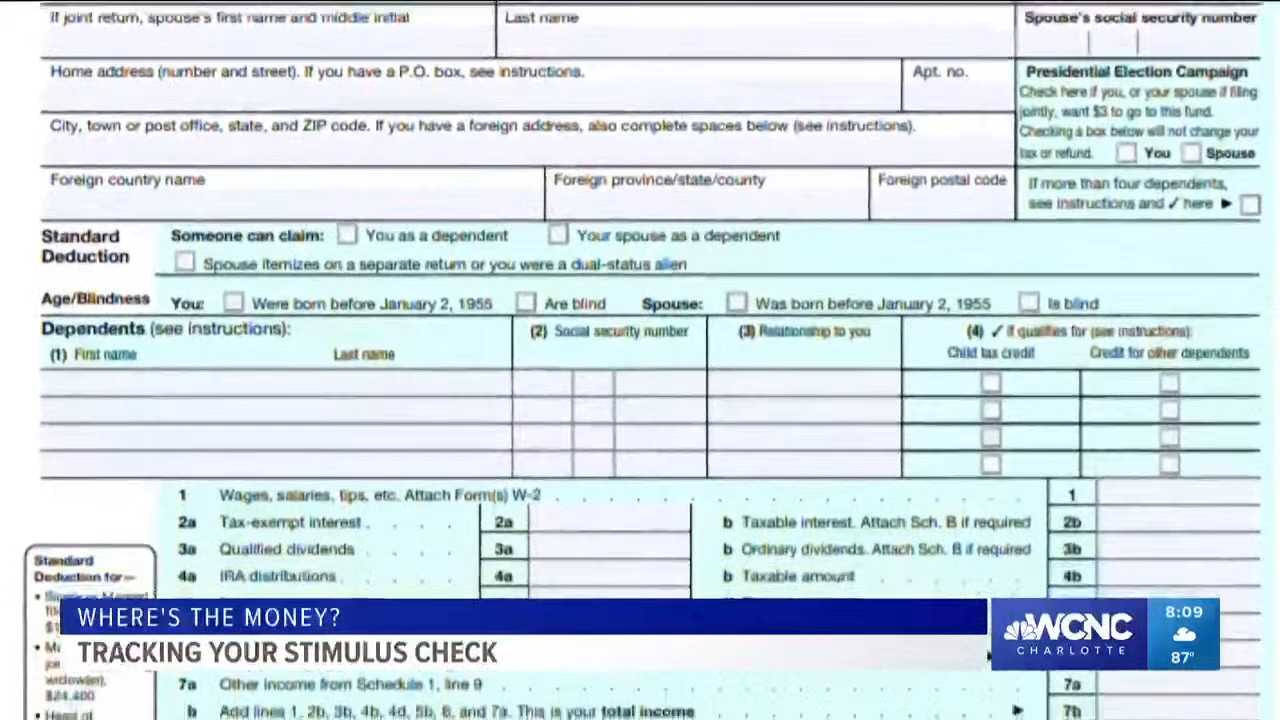 If joint return, spouse's first name and middle initial
Last name
Spouse's social security number
Home address (number and street). If you have a P.O. box, see instructions.
Apt. no.
Presidential Election Campaign
Check here if you, or your spouse if filing
jointly, want $3 to go to this fund.
Checking a box below will not change your
tax or refund.
You
Spouse
City, town or post office, state, and ZIP code. If you have a foreign address, also complete spaces below (see instructions).
Foreign country name
Foreign province/state/county
Foreign postal code
If more than four dependents,
see instructions and ✓ here ▶
Standard
Deduction
Someone can claim:
You as a dependent
Your spouse as a dependent
Spouse itemizes on a separate return or you were a dual-status alien
Age/Blindness
You:
Were born before January 2, 1955
Are blind
Spouse:
Was born before January 2, 1955
Is blind
Dependents (see instructions):
(2) Social security number
(3) Relationship to you
(4) ✓ if qualifies for (see instructions):
(1) First name
Last name
Child tax credit
Credit for other dependents
1 Wages, salaries, tips, etc. Attach Form(s) W-2 1
2a Tax-exempt interest 2a b Taxable interest. Attach Sch. B if required 2b
3a Qualified dividends 3a b Ordinary dividends. Attach Sch. B if required 3b
4a IRA distributions 4a b Taxable amount 4b
Standard
Deduction for—
widow(er),
$24,400
• Head of
WHERE'S THE MONEY?
TRACKING YOUR STIMULUS CHECK
WCNC
CHARLOTTE
8:09
87°
7a Other income from Schedule 1, line 9 7a
b Add lines 1, 2b, 3b, 4b, 4d, 5b, 6, and 7a. This is your total income ▶ 7b